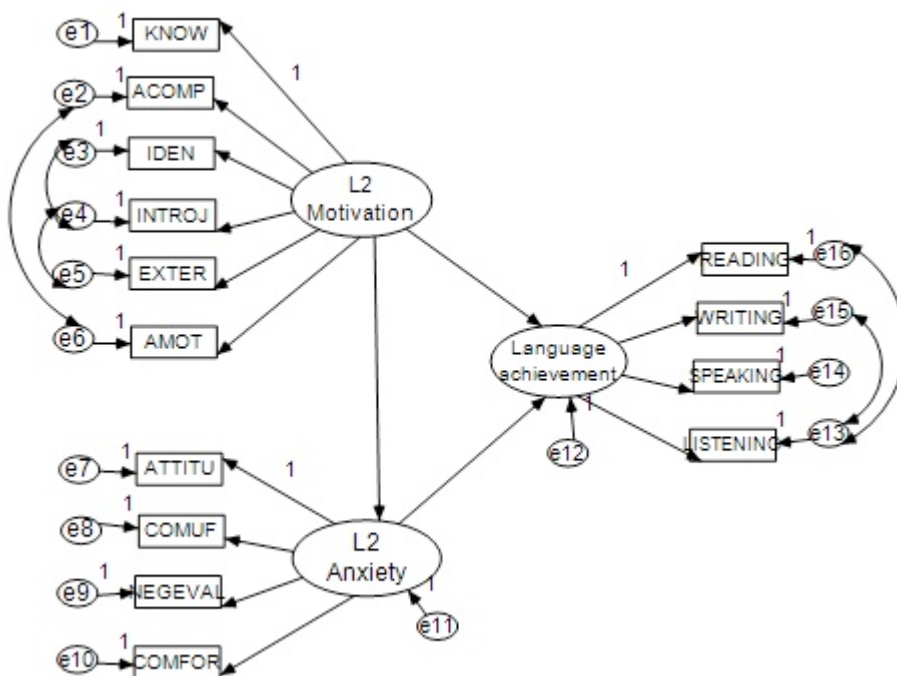 e1
1
KNOW
1
e2
1
ACOMP
e3
1
IDEN
e4
1
INTROJ
e5
1
EXTER
e6
1
AMOT
L2
Motivation
1
READING
1
e16
WRITING
1
e15
SPEAKING
1
e14
LISTENING
1
e13
Language
achievement
1
e12
e7
1
ATTITU
1
e8
1
COMUF
e9
1
NEGEVAL
e10
1
COMFOR
L2
Anxiety
1
e11